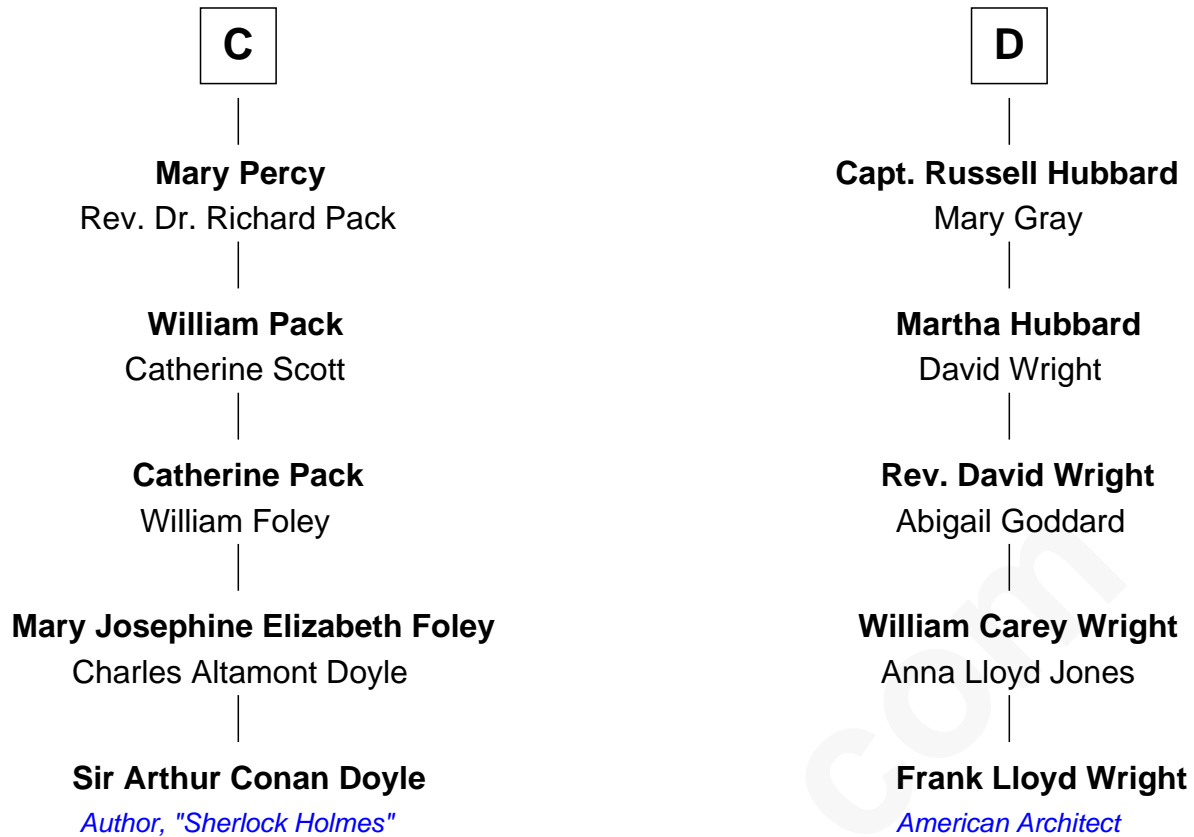 C
Mary Percy
Rev. Dr. Richard Pack
William Pack
Catherine Scott
Catherine Pack
William Foley
Mary Josephine Elizabeth Foley
Charles Altamont Doyle
Sir Arthur Conan Doyle
Author, "Sherlock Holmes"
D
Capt. Russell Hubbard
Mary Gray
Martha Hubbard
David Wright
Rev. David Wright
Abigail Goddard
William Carey Wright
Anna Lloyd Jones
Frank Lloyd Wright
American Architect
com